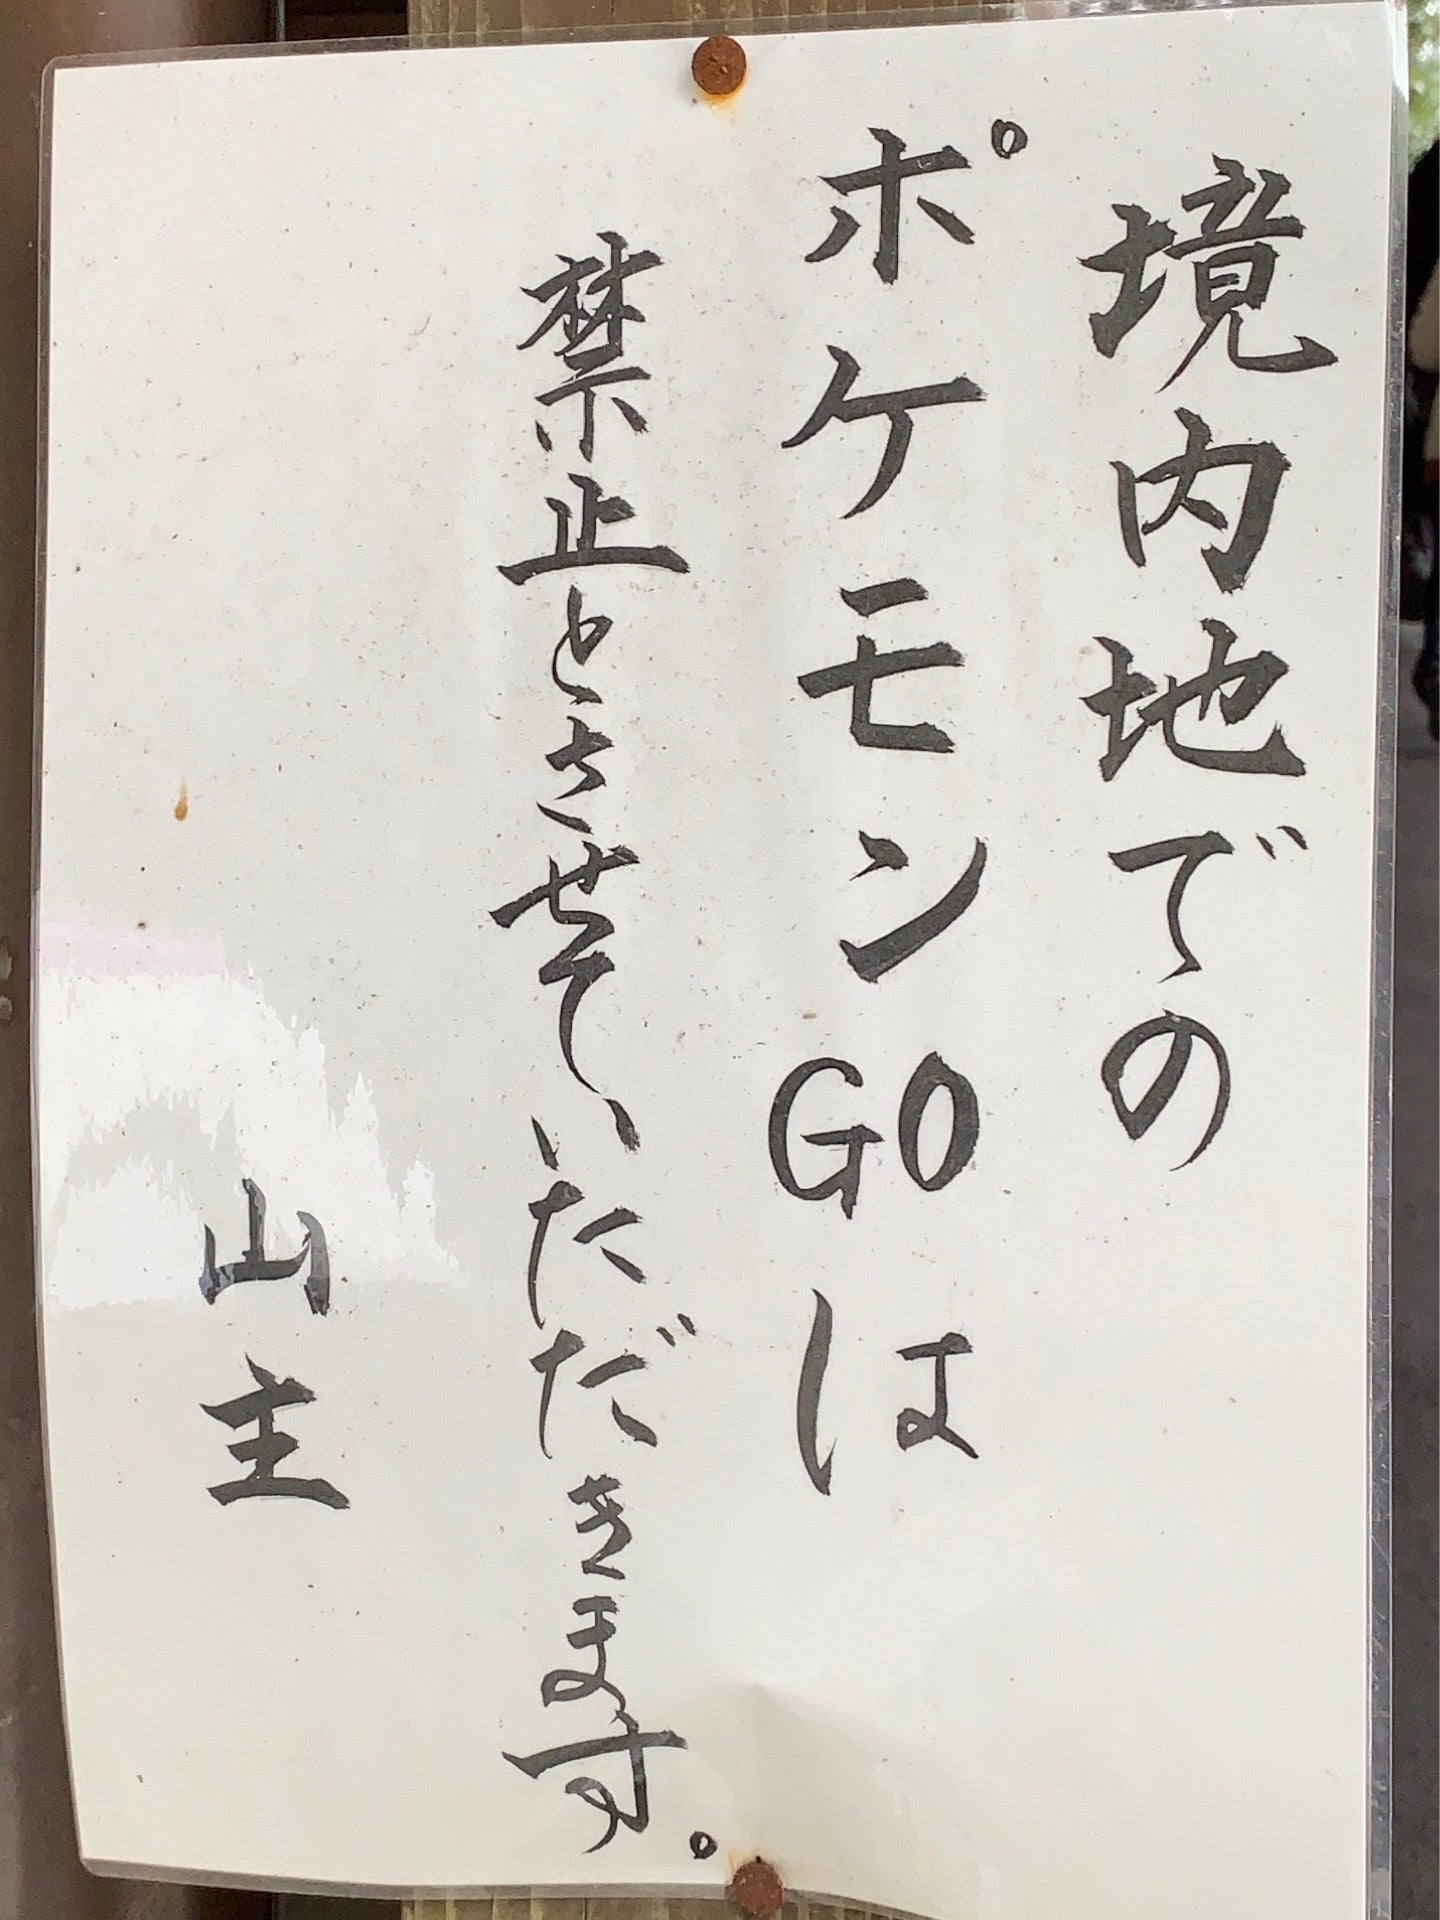 境内地での
ポケモンGOは
禁止とさせていただきます。
山主